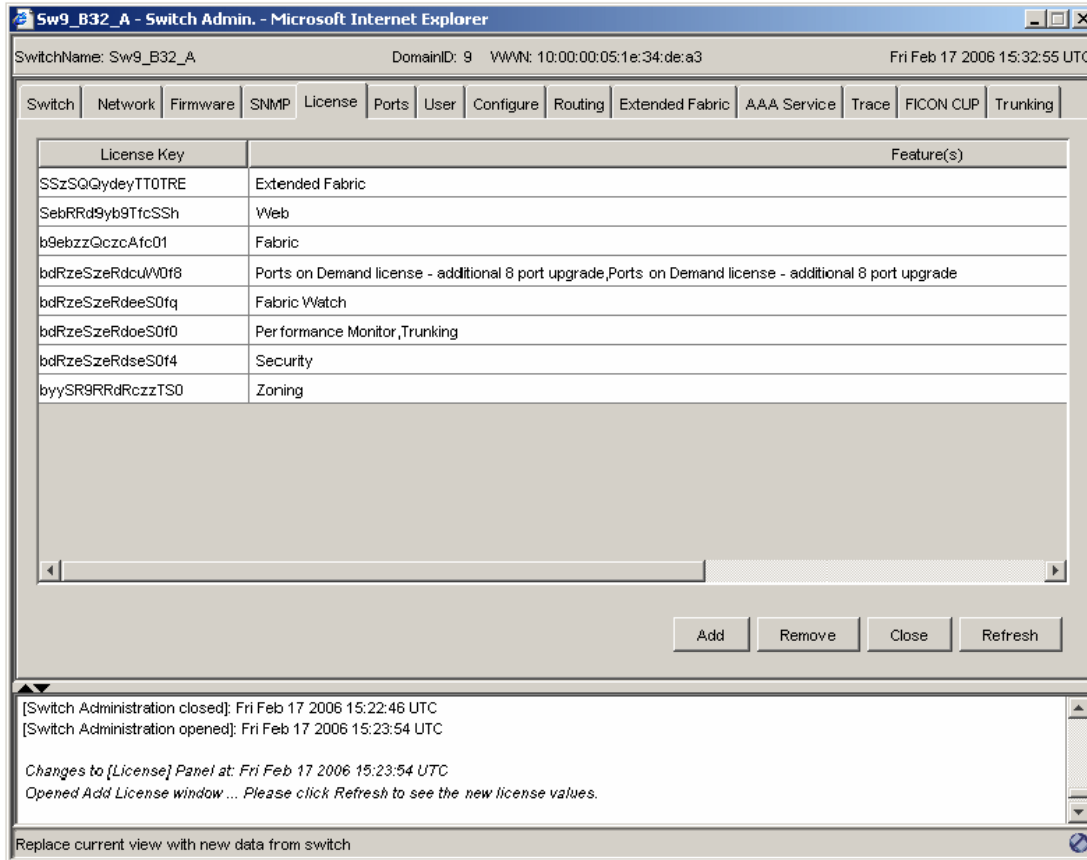 Sw9_B32_A - Switch Admin. - Microsoft Internet Explorer
SwitchName: Sw9_B32_A DomainID: 9 WWN: 10:00:00:05:1e:34:de:a3 Fri Feb 17 2006 15:32:55 UTC
Switch Network Firmware SNMP License Ports User Configure Routing Extended Fabric AAA Service Trace FICON CUP Trunking
License Key Feature(s)
SSzSQQydeyTT0TRE Extended Fabric
SebRRd9yb9TfcSSh Web
b9ebzzQczcAfc01 Fabric
bdRzeSzeRdcuW0f8 Ports on Demand license - additional 8 port upgrade,Ports on Demand license - additional 8 port upgrade
bdRzeSzeRdeeS0fq Fabric Watch
bdRzeSzeRdoeS0f0 Performance Monitor,Trunking
bdRzeSzeRdseS0f4 Security
byySR9RRdRczzTS0 Zoning
Add Remove Close Refresh
[Switch Administration closed]: Fri Feb 17 2006 15:22:46 UTC
[Switch Administration opened]: Fri Feb 17 2006 15:23:54 UTC
Changes to [License] Panel at: Fri Feb 17 2006 15:23:54 UTC
Opened Add License window ... Please click Refresh to see the new license values.
Replace current view with new data from switch